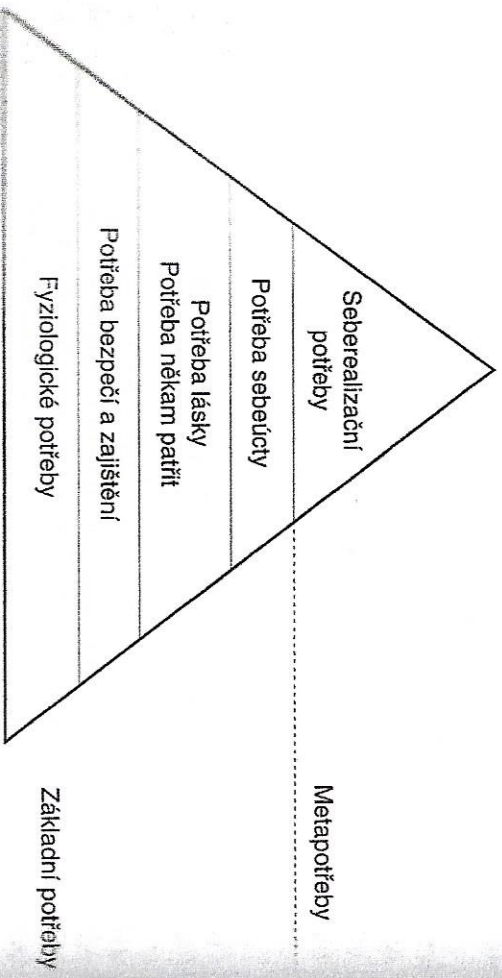 Seberealizační
potřeby
Metapotřeby
Potřeba sebeúcty
Potřeba lásky
Potřeba někam patřit
Potřeba bezpečí a zajištění
Fyziologické potřeby
Základní potřeby